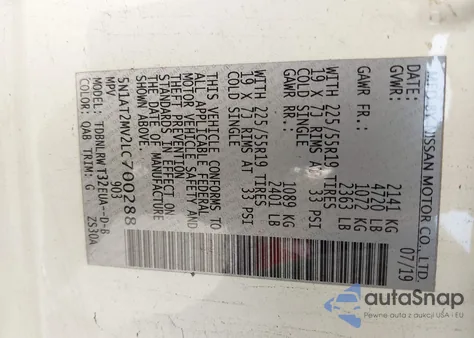 NISSAN MOTOR CO., LTD.
07/19
GVWR: 2141 KG
4720 LB
GAWR FR.: 1072 KG
2363 LB
WITH 225/55R19 TIRES
19 X 7J RIMS AT 33 PSI
COLD SINGLE
GAWR RR.: 1089 KG
2401 LB
WITH 225/55R19 TIRES
19 X 7J RIMS AT 33 PSI
COLD SINGLE
THIS VEHICLE CONFORMS TO
ALL APPLICABLE FEDERAL
MOTOR VEHICLE SAFETY AND
THEFT PREVENTION
STANDARDS IN EFFECT ON
THE DATE OF MANUFACTURE
SHOWN ABOVE.
5N1AT2MV2LC700288
MPV 903
TDBNLRWT32EUA--D-B
COLOR: QAB TRIM: G ZS30A
autoSnap
Pewne auta z aukcji USA i EU